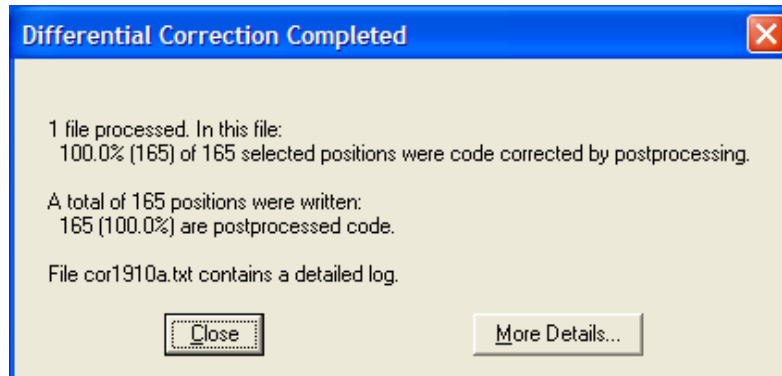 Differential Correction Completed
1 file processed. In this file:
100.0% (165) of 165 selected positions were code corrected by postprocessing.
A total of 165 positions were written:
165 (100.0%) are postprocessed code.
File cor1910a.txt contains a detailed log.
Close
More Details...